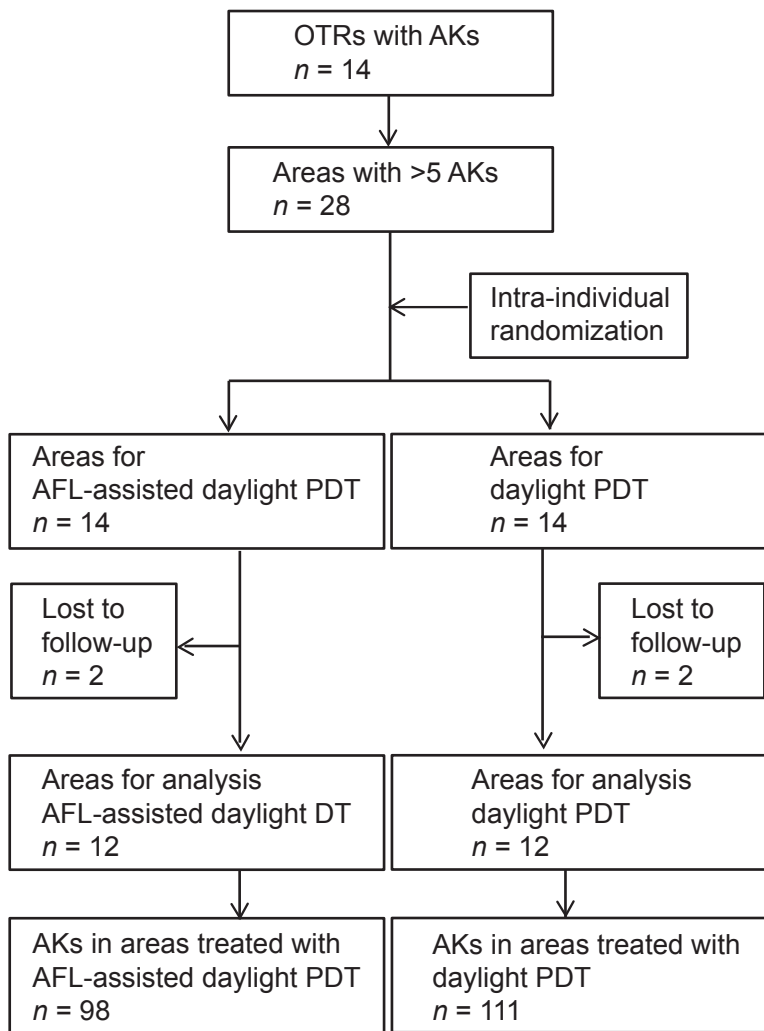 OTRs with AKs
n = 14
Areas with >5 AKs
n = 28
Intra-individual
randomization
Areas for
AFL-assisted daylight PDT
n = 14
Areas for
daylight PDT
n = 14
Lost to
follow-up
n = 2
Lost to
follow-up
n = 2
Areas for analysis
AFL-assisted daylight DT
n = 12
Areas for analysis
daylight PDT
n = 12
AKs in areas treated with
AFL-assisted daylight PDT
n = 98
AKs in areas treated with
daylight PDT
n = 111